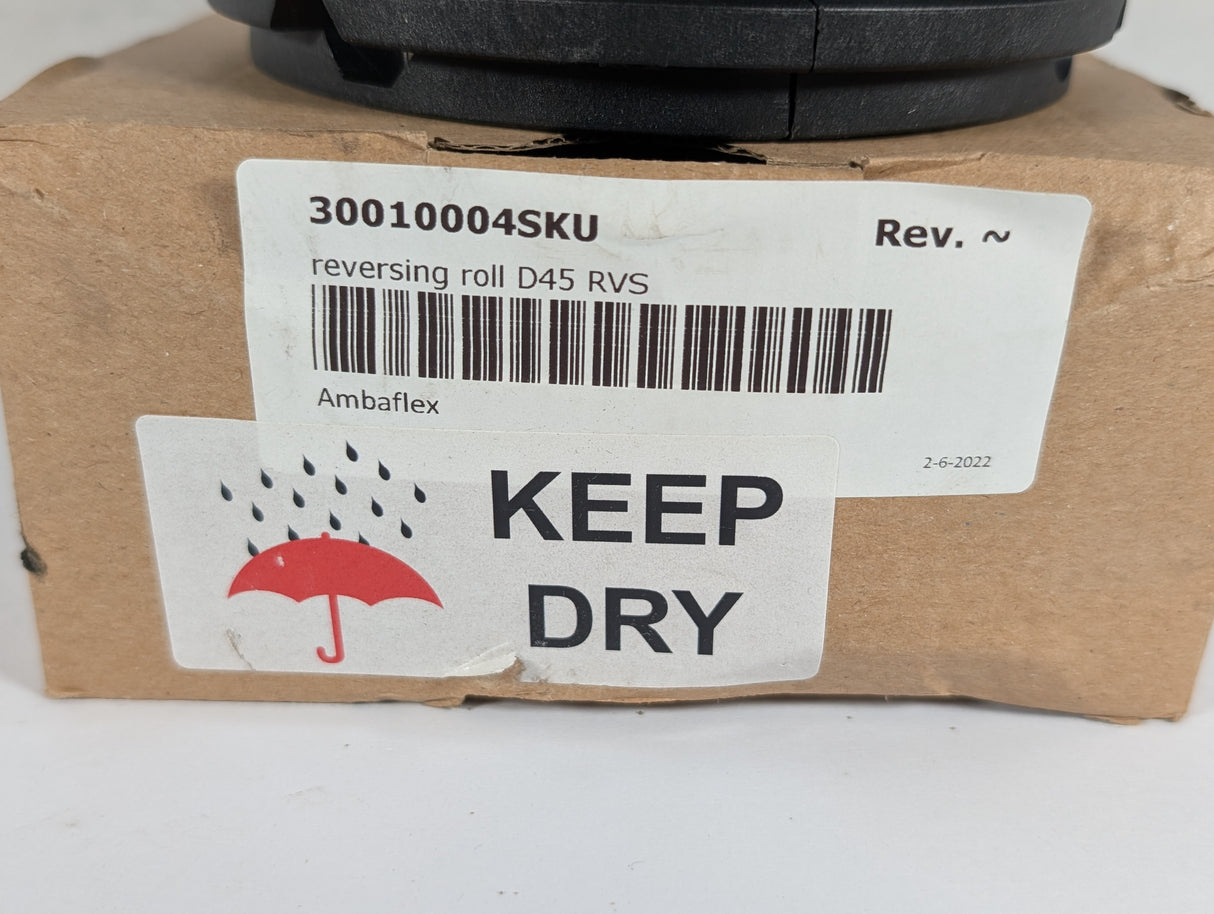 30010004SKU Rev. ~
reversing roll D45 RVS
Ambaflex
2-6-2022
KEEP
DRY